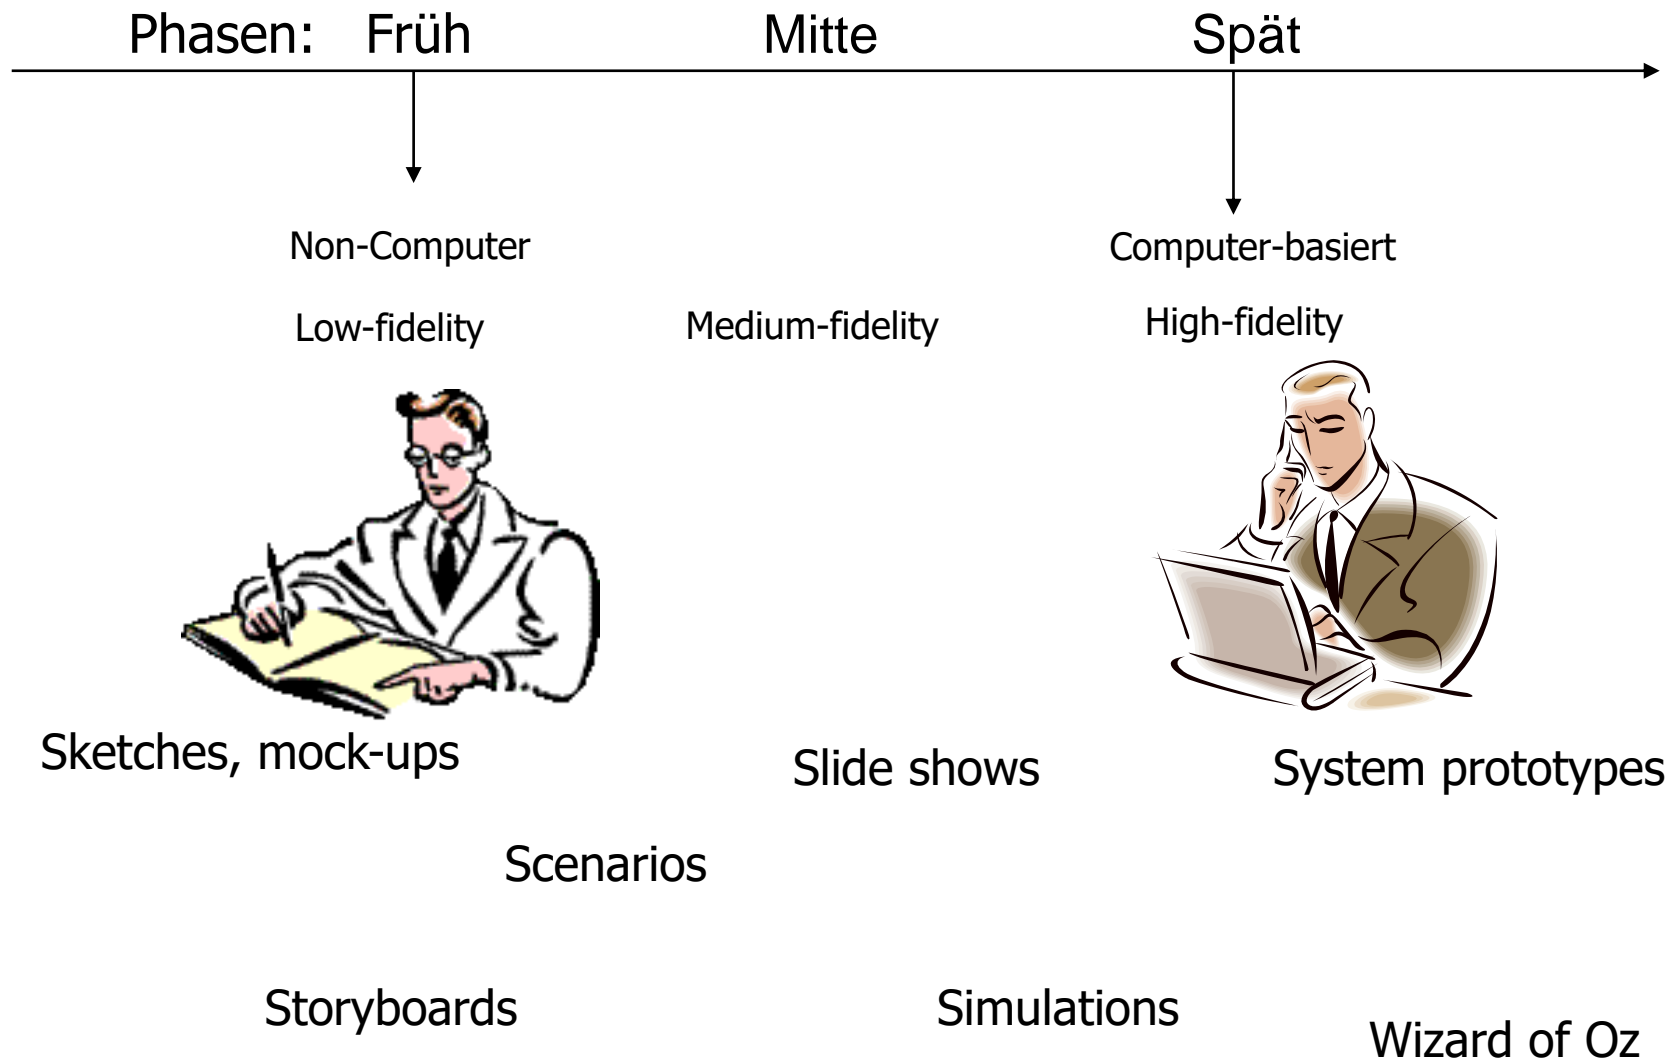 Phasen: Früh Mitte Spät
Non-Computer Computer-basiert
Low-fidelity Medium-fidelity High-fidelity
Sketches, mock-ups Slide shows System prototypes
Scenarios
Storyboards Simulations Wizard of Oz